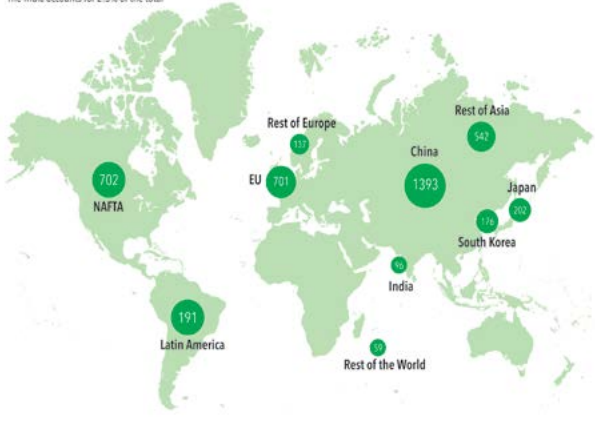 Rest of Europe
137
EU
701
Rest of Asia
542
China
1393
702
NAFTA
Japan
202
176
South Korea
96
India
191
Latin America
59
Rest of the World